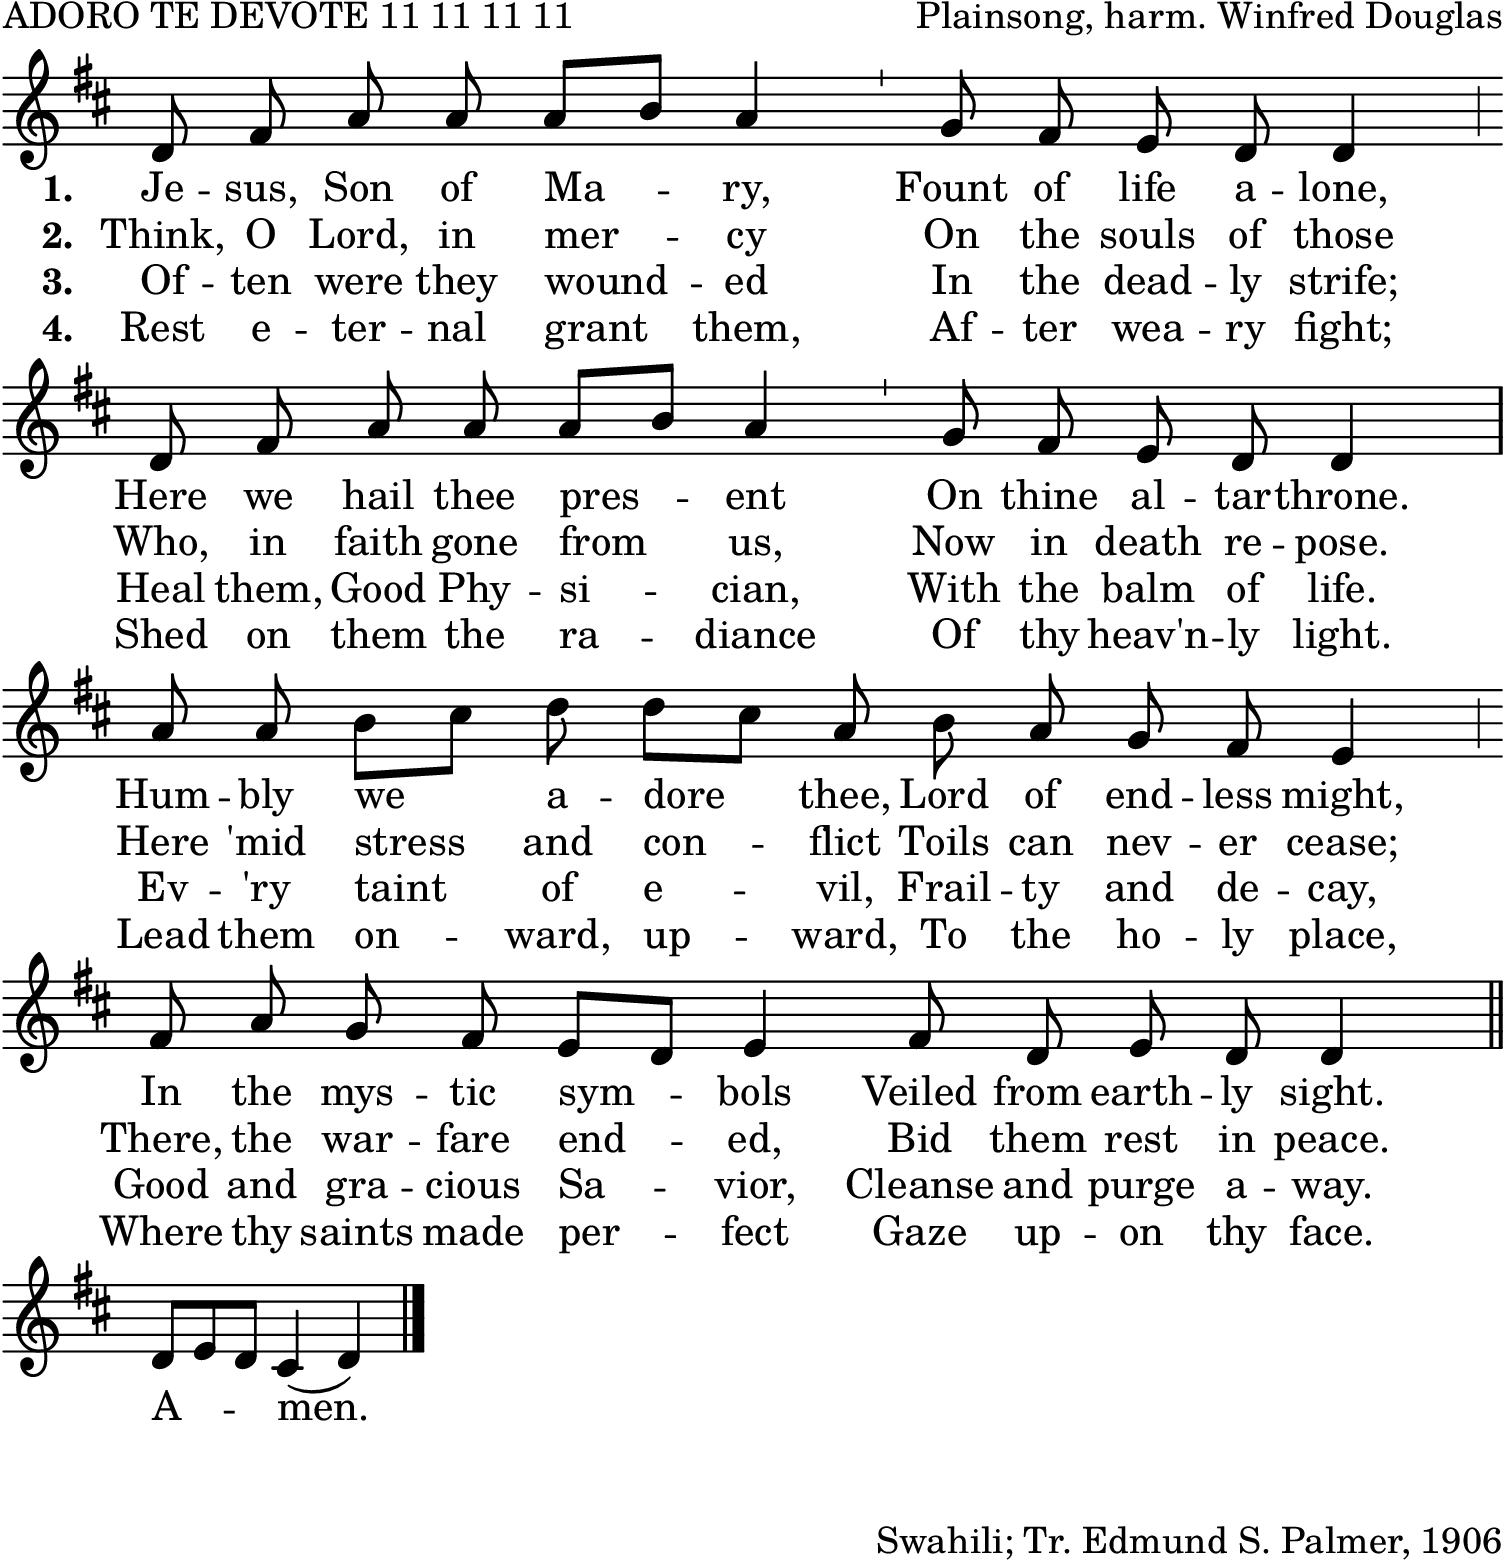 ADORO TE DEVOTE 11 11 11 11 Plainsong, harm. Winfred Douglas
1. Je -- sus, Son of Ma -- ry, Fount of life a -- lone,
2. Think, O Lord, in mer -- cy On the souls of those
3. Of -- ten were they wound -- ed In the dead -- ly strife;
4. Rest e -- ter -- nal grant them, Af -- ter wea -- ry fight;
Here we hail thee pres -- ent On thine al -- tar throne.
Who, in faith gone from us, Now in death re -- pose.
Heal them, Good Phy -- si -- cian, With the balm of life.
Shed on them the ra -- diance Of thy heav'n -- ly light.
Hum -- bly we a -- dore thee, Lord of end -- less might,
Here 'mid stress and con -- flict Toils can nev -- er cease;
Ev -- 'ry taint of e -- vil, Frail -- ty and de -- cay,
Lead them on -- ward, up -- ward, To the ho -- ly place,
In the mys -- tic sym -- bols Veiled from earth -- ly sight.
There, the war -- fare end -- ed, Bid them rest in peace.
Good and gra -- cious Sa -- vior, Cleanse and purge a -- way.
Where thy saints made per -- fect Gaze up -- on thy face.
A -- men.
Swahili; Tr. Edmund S. Palmer, 1906